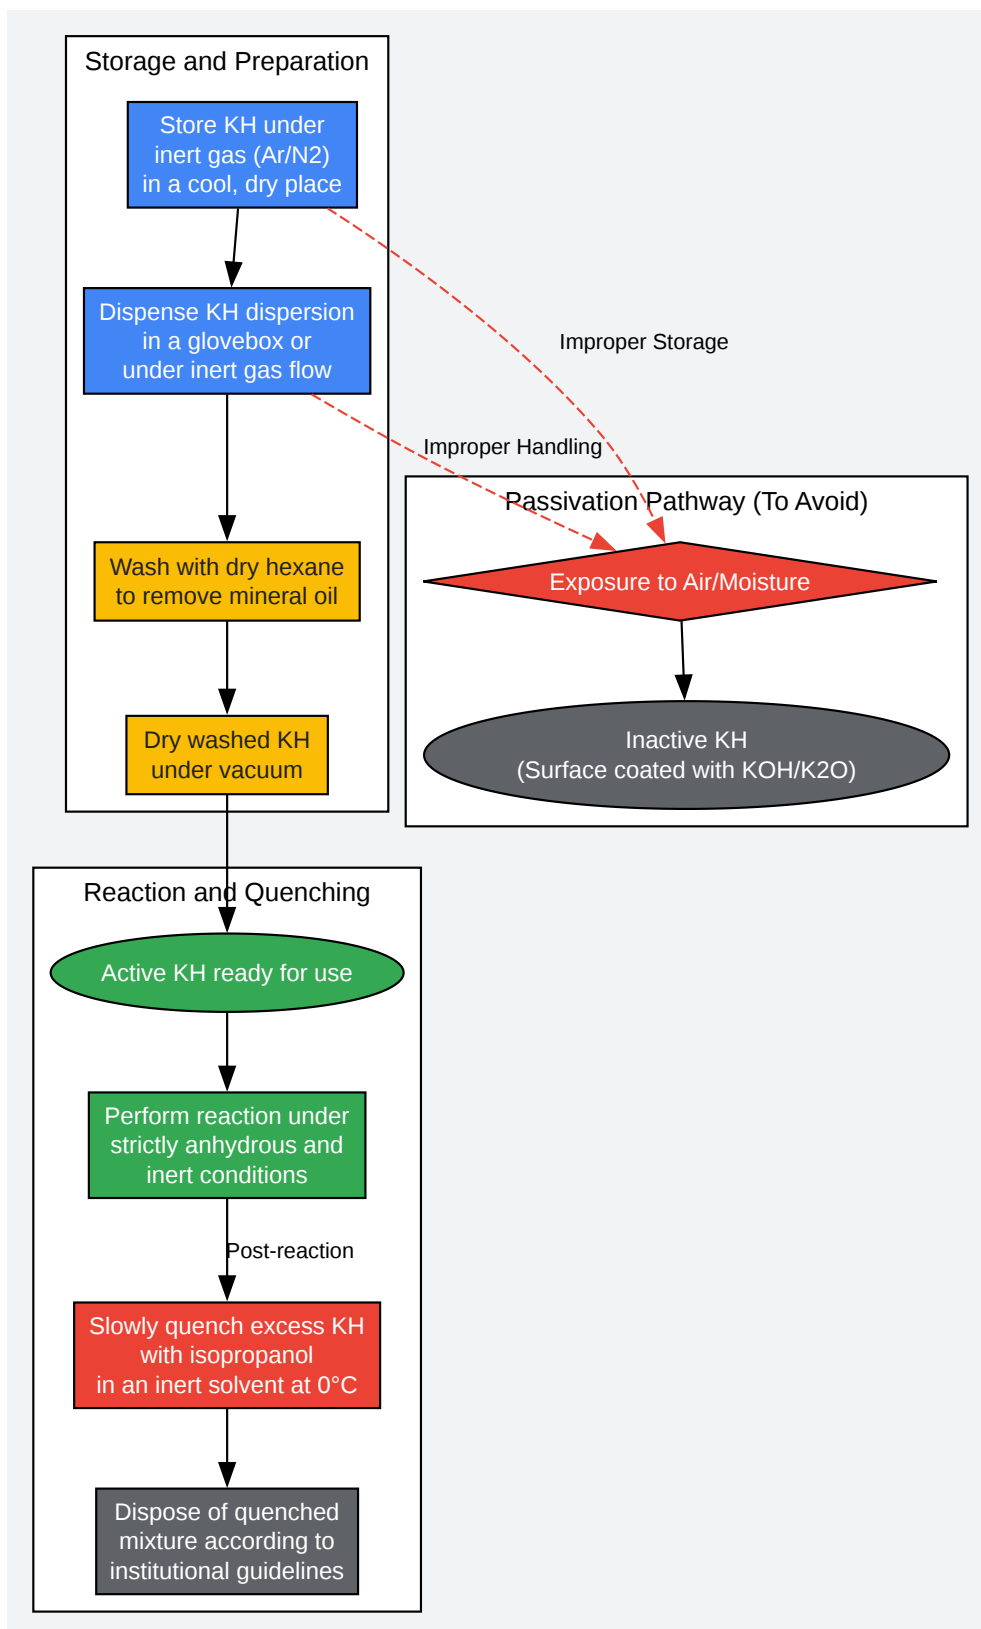 Storage and Preparation
Store KH under
inert gas (Ar/N2)
in a cool, dry place
Dispense KH dispersion
in a glovebox or
under inert gas flow
Improper Storage
Improper Handling
Wash with dry hexane
to remove mineral oil
Dry washed KH
under vacuum
Passivation Pathway (To Avoid)
Exposure to Air/Moisture
Inactive KH
(Surface coated with KOH/K2O)
Reaction and Quenching
Active KH ready for use
Perform reaction under
strictly anhydrous and
inert conditions
Post-reaction
Slowly quench excess KH
with isopropanol
in an inert solvent at 0°C
Dispose of quenched
mixture according to
institutional guidelines